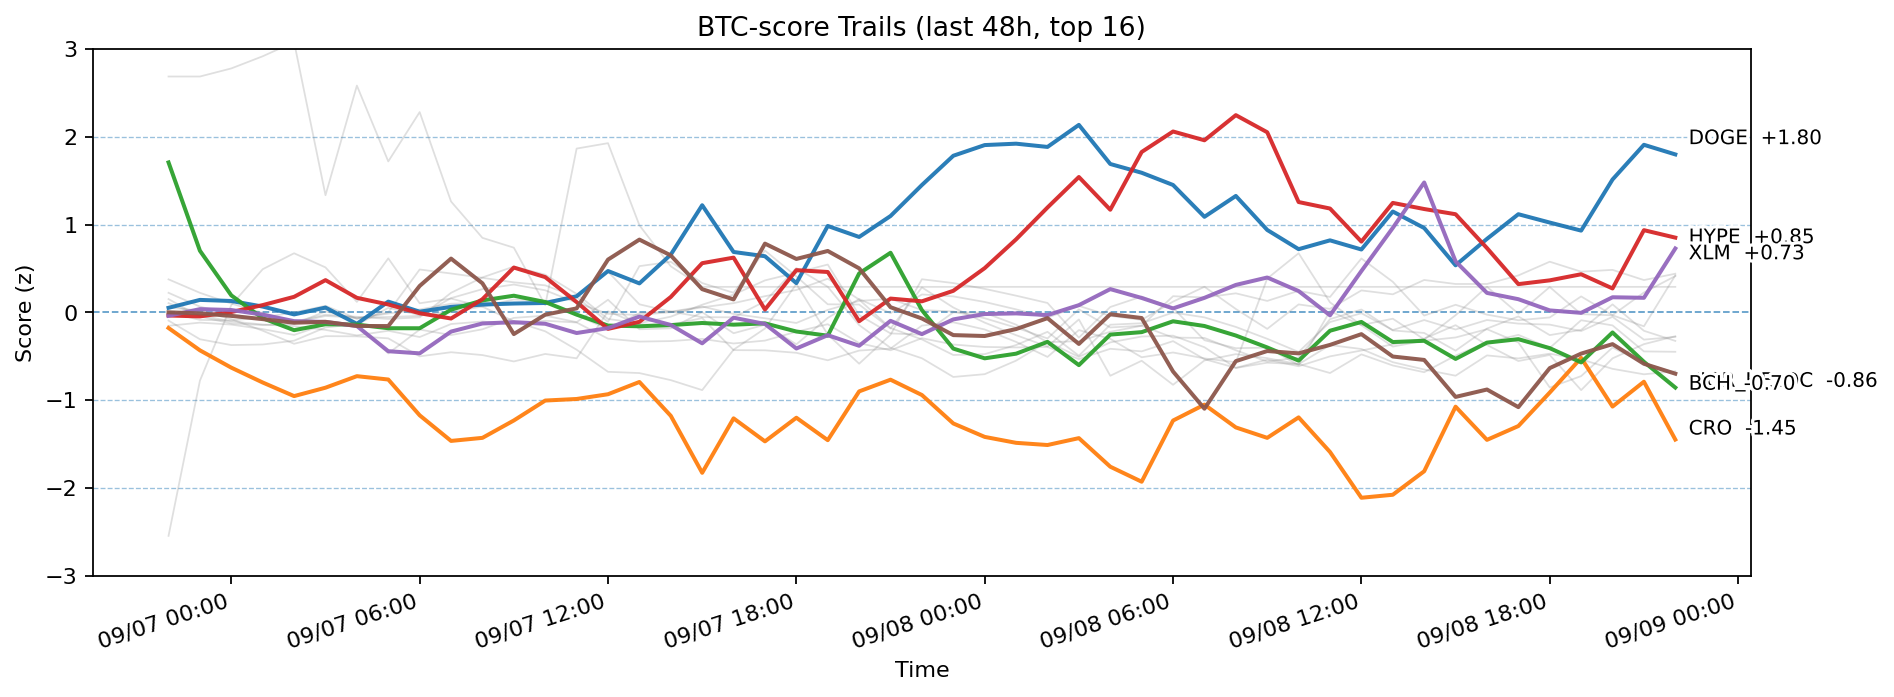 BTC-score Trails (last 48h, top 16)
3
2
1
0
−1
−2
−3
Score (z)
DOGE +1.80
HYPE +0.85
XLM +0.73
BCH -0.70
-0.86
CRO -1.45
09/07 00:00
09/07 06:00
09/07 12:00
09/07 18:00
09/08 00:00
09/08 06:00
09/08 12:00
09/08 18:00
09/09 00:00
Time